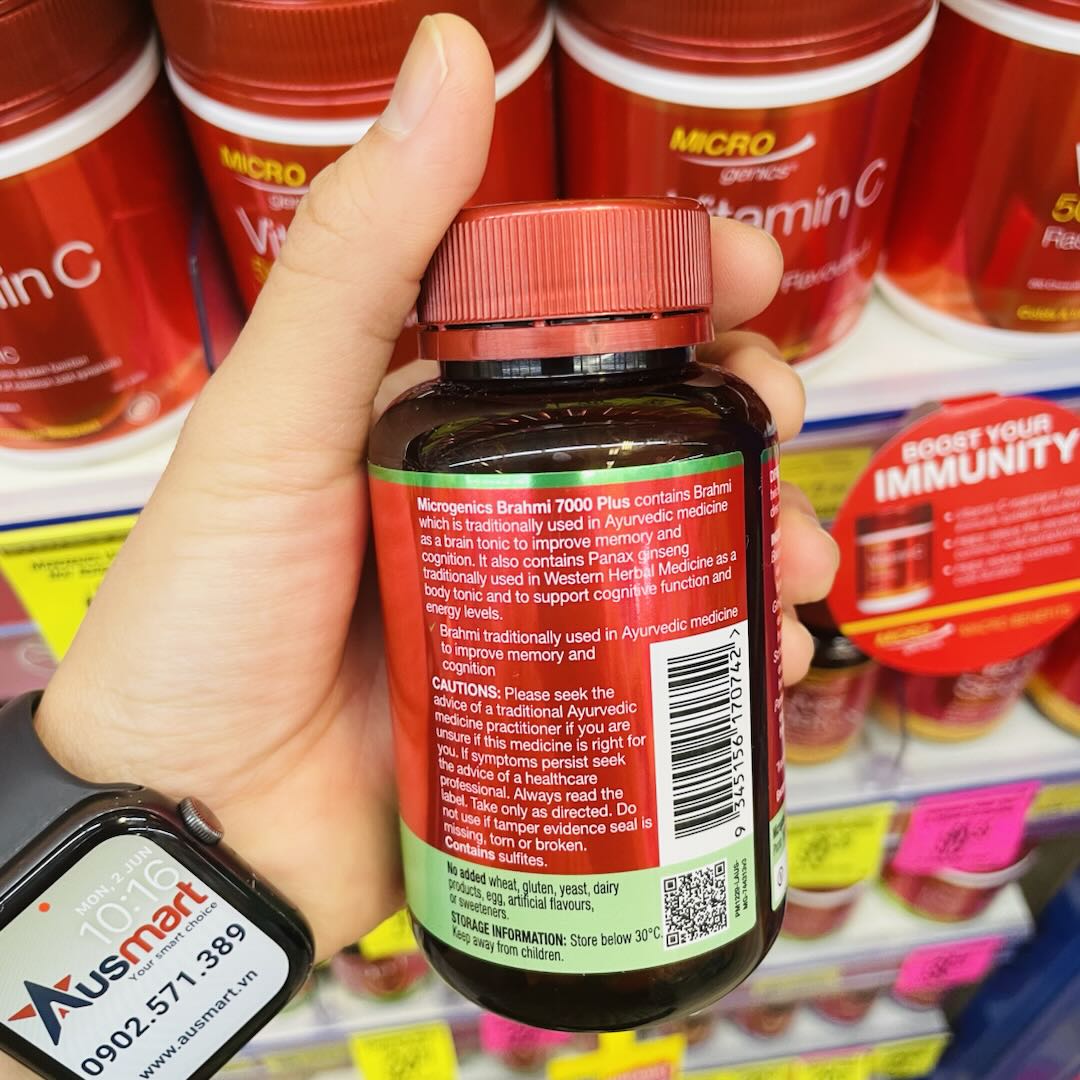 MICRO
genics
Vitamin C
MICRO
min C
Microgenics Brahmi 7000 Plus contains Brahmi
which is traditionally used in Ayurvedic medicine
as a brain tonic to improve memory and
cognition. It also contains Panax ginseng
traditionally used in Western Herbal Medicine as a
body tonic and to support cognitive function and
energy levels.
✓ Brahmi traditionally used in Ayurvedic medicine
to improve memory and
cognition
CAUTIONS: Please seek the
advice of a traditional Ayurvedic
medicine practitioner if you are
unsure if this medicine is right for
you. If symptoms persist seek
the advice of a healthcare
professional. Always read the
label. Take only as directed. Do
not use if tamper evidence seal is
missing, torn or broken.
Contains sulfites.
9 345156 170742 >
No added wheat, gluten, yeast, dairy
products, egg, artificial flavours,
or sweeteners.
STORAGE INFORMATION: Store below 30°C.
Keep away from children.
PM1220-LAUS-
MG-744313v3
BOOST YOUR
IMMUNITY
MON, 2 JUN
10:16
Ausmart
Your smart choice
0902.571.389
www.ausmart.vn